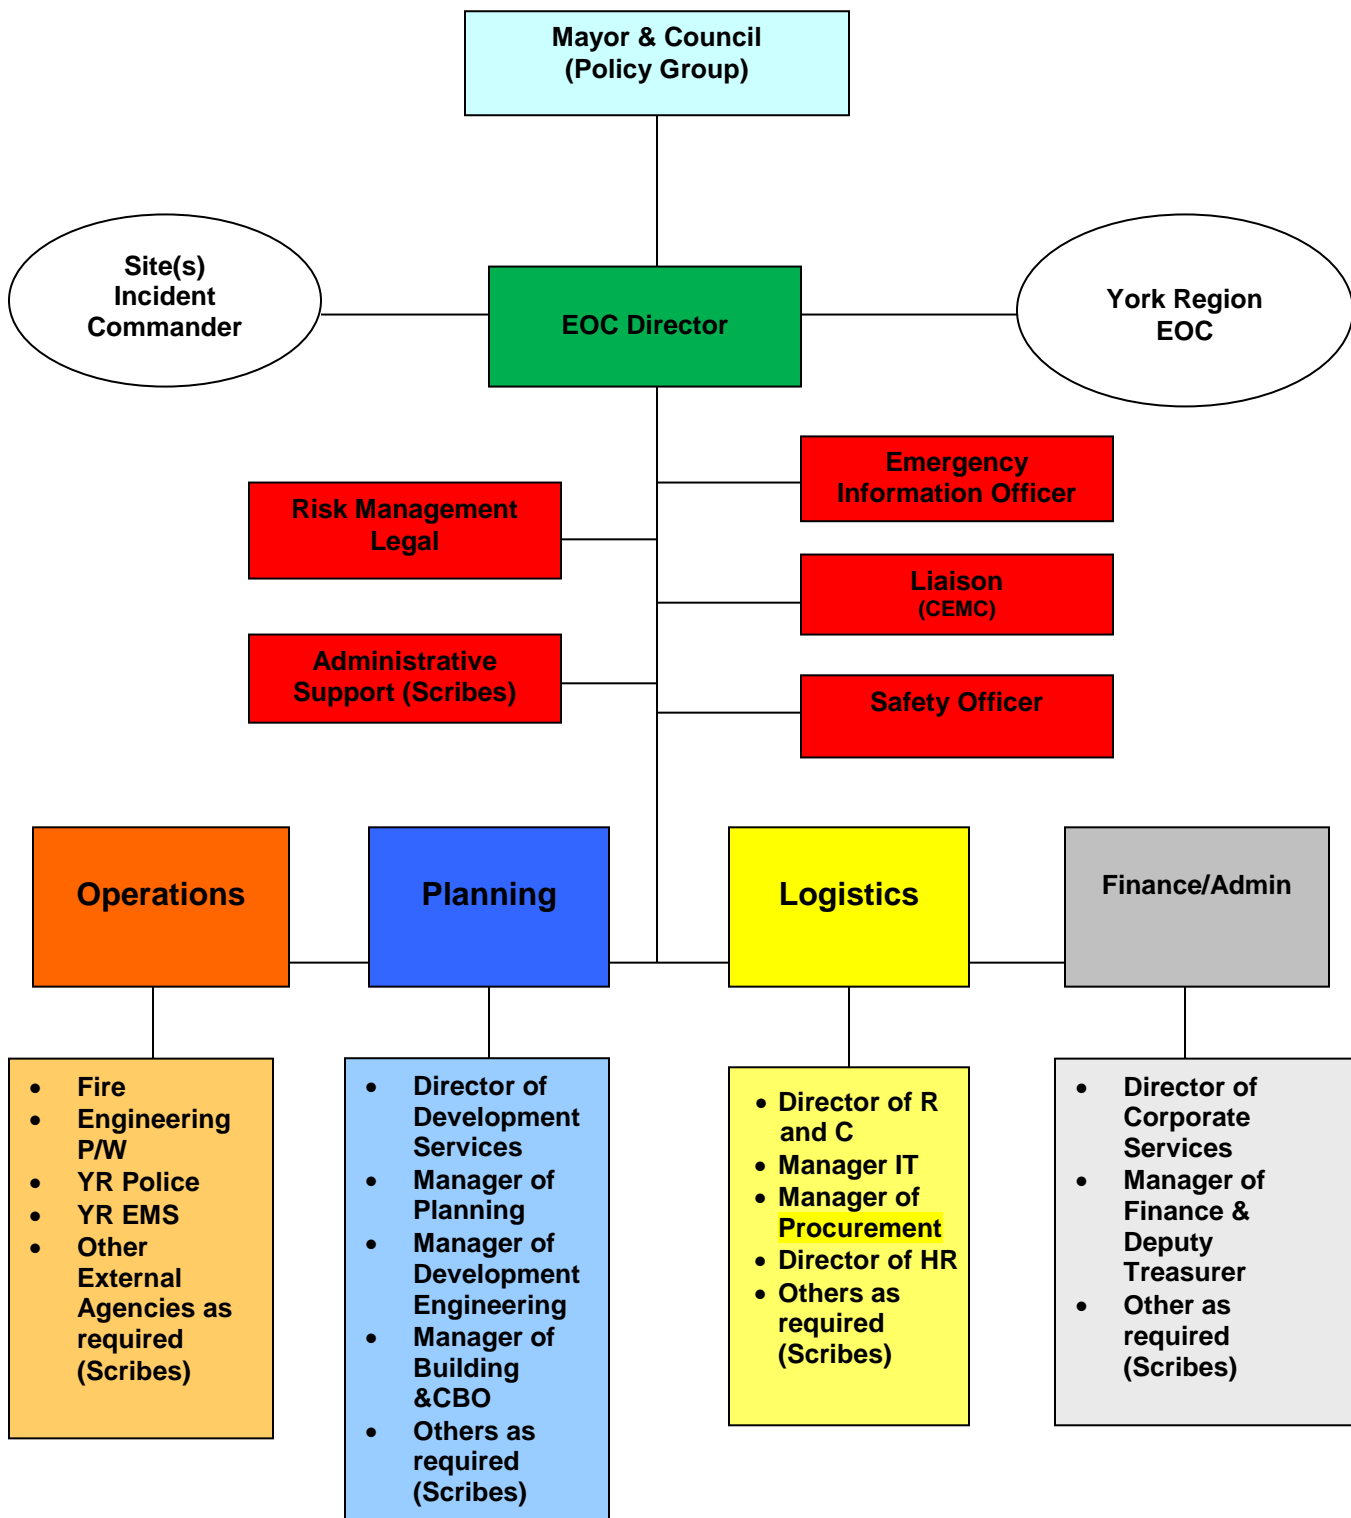 Mayor & Council
(Policy Group)
Site(s)
Incident
Commander
EOC Director
York Region
EOC
Emergency
Information Officer
Risk Management
Legal
Liaison
(CEMC)
Administrative
Support (Scribes)
Safety Officer
Operations
Planning
Logistics
Finance/Admin
• Fire
• Engineering
P/W
• YR Police
• YR EMS
• Other
External
Agencies as
required
(Scribes)
• Director of
Development
Services
• Manager of
Planning
• Manager of
Development
Engineering
• Manager of
Building
&CBO
• Others as
required
(Scribes)
• Director of R
and C
• Manager IT
• Manager of
Procurement
• Director of HR
• Others as
required
(Scribes)
• Director of
Corporate
Services
• Manager of
Finance &
Deputy
Treasurer
• Other as
required
(Scribes)